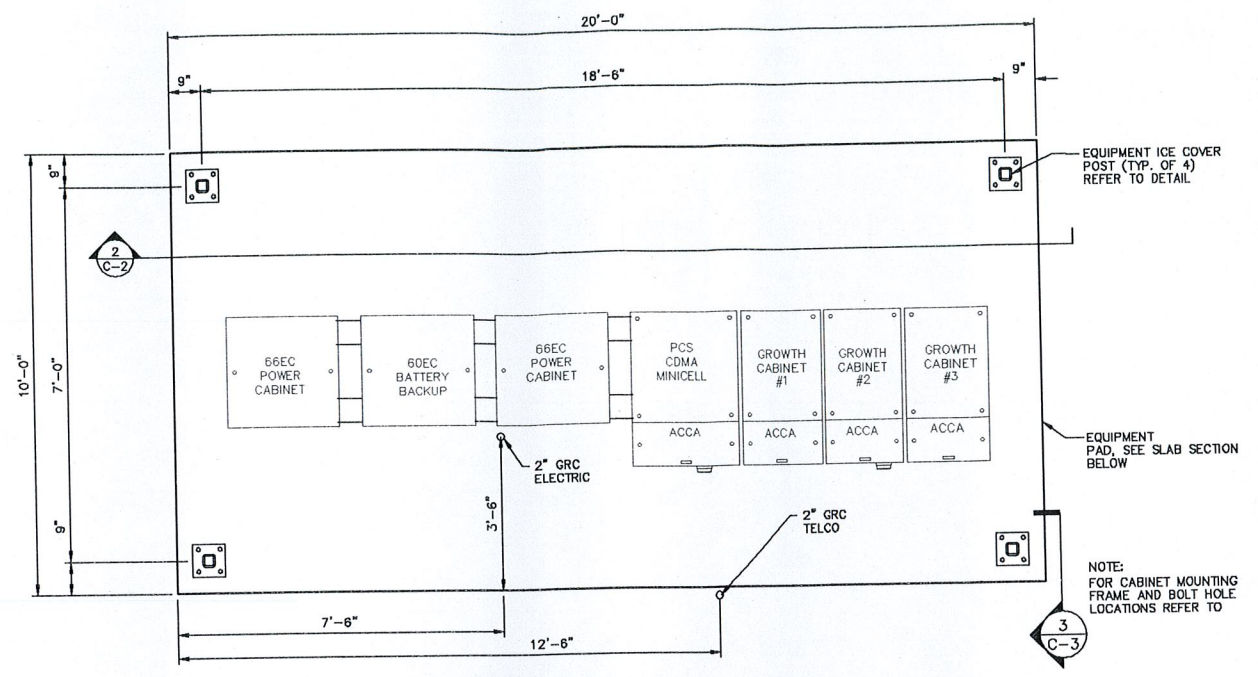 20'-0"
9"
18'-6"
9"
EQUIPMENT ICE COVER
POST (TYP. OF 4)
REFER TO DETAIL
9"
2
C-2
10'-0"
7'-0"
66EC
POWER
CABINET
60EC
BATTERY
BACKUP
66EC
POWER
CABINET
PCS
CDMA
MINICELL
GROWTH
CABINET
#1
GROWTH
CABINET
#2
GROWTH
CABINET
#3
ACCA
ACCA
ACCA
ACCA
EQUIPMENT
PAD, SEE SLAB SECTION
BELOW
2" GRC
ELECTRIC
3'-6"
2" GRC
TELCO
9"
NOTE:
FOR CABINET MOUNTING
FRAME AND BOLT HOLE
LOCATIONS REFER TO
7'-6"
12'-6"
3
C-3